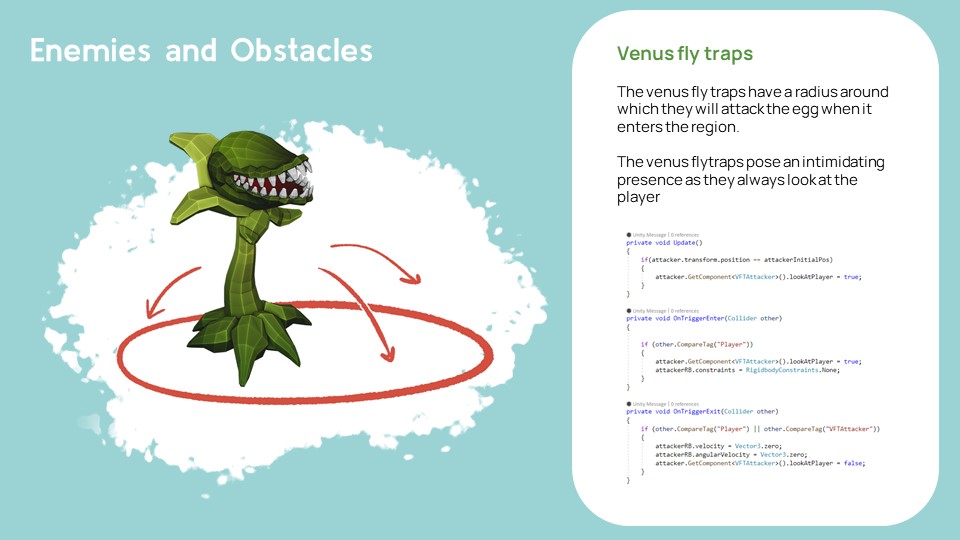 Enemies and Obstacles
Venus fly traps
The venus fly traps have a radius around
which they will attack the egg when it
enters the region.
The venus flytraps pose an intimidating
presence as they always look at the
player
Unity Message | 0 references
private void Update()
{
if(attacker.transform.position == attackerInitialPos)
{
attacker.GetComponent<VFTAttacker>().lookAtPlayer = true;
}
}
Unity Message | 0 references
private void OnTriggerEnter(Collider other)
{
if (other.CompareTag("Player"))
{
attacker.GetComponent<VFTAttacker>().lookAtPlayer = true;
attackerRB.constraints = RigidbodyConstraints.None;
}
}
Unity Message | 0 references
private void OnTriggerExit(Collider other)
{
if (other.CompareTag("Player") || other.CompareTag("VFTAttacker"))
{
attackerRB.velocity = Vector3.zero;
attackerRB.angularVelocity = Vector3.zero;
attacker.GetComponent<VFTAttacker>().lookAtPlayer = false;
}
}